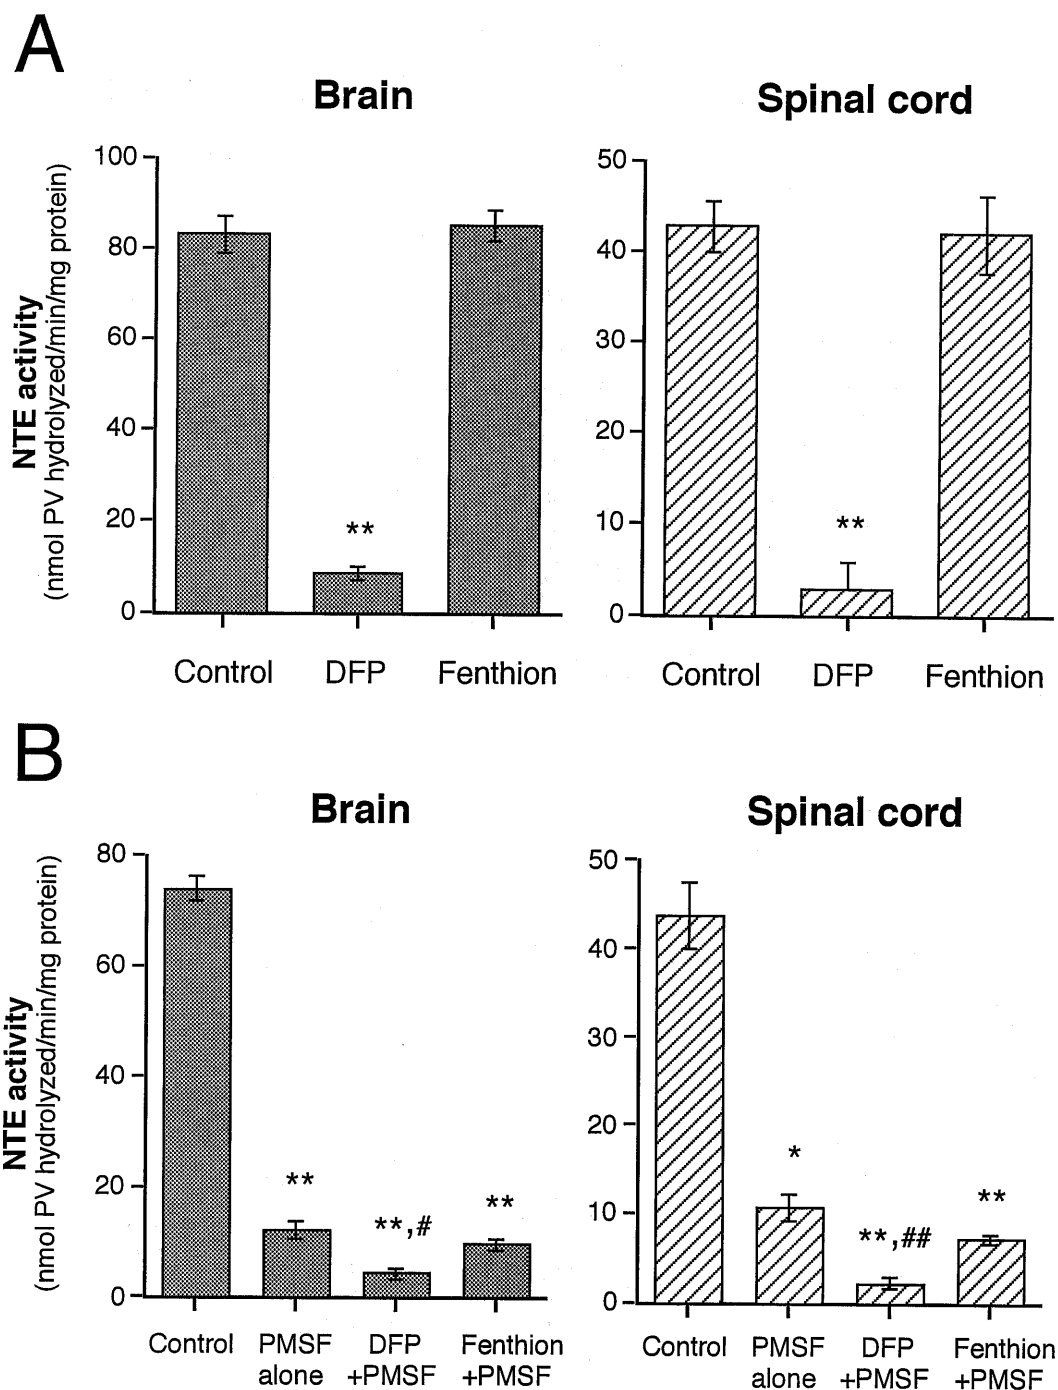 A
Brain
Spinal cord
NTE activity
(nmol PV hydrolyzed/min/mg protein)
100
80
60
40
20
0
**
Control
DFP
Fenthion
50
40
30
20
10
0
**
Control
DFP
Fenthion
B
Brain
Spinal cord
NTE activity
(nmol PV hydrolyzed/min/mg protein)
80
60
40
20
0
**
**,#
**
Control
PMSF
alone
DFP
+PMSF
Fenthion
+PMSF
50
40
30
20
10
0
*
**,##
**
Control
PMSF
alone
DFP
+PMSF
Fenthion
+PMSF